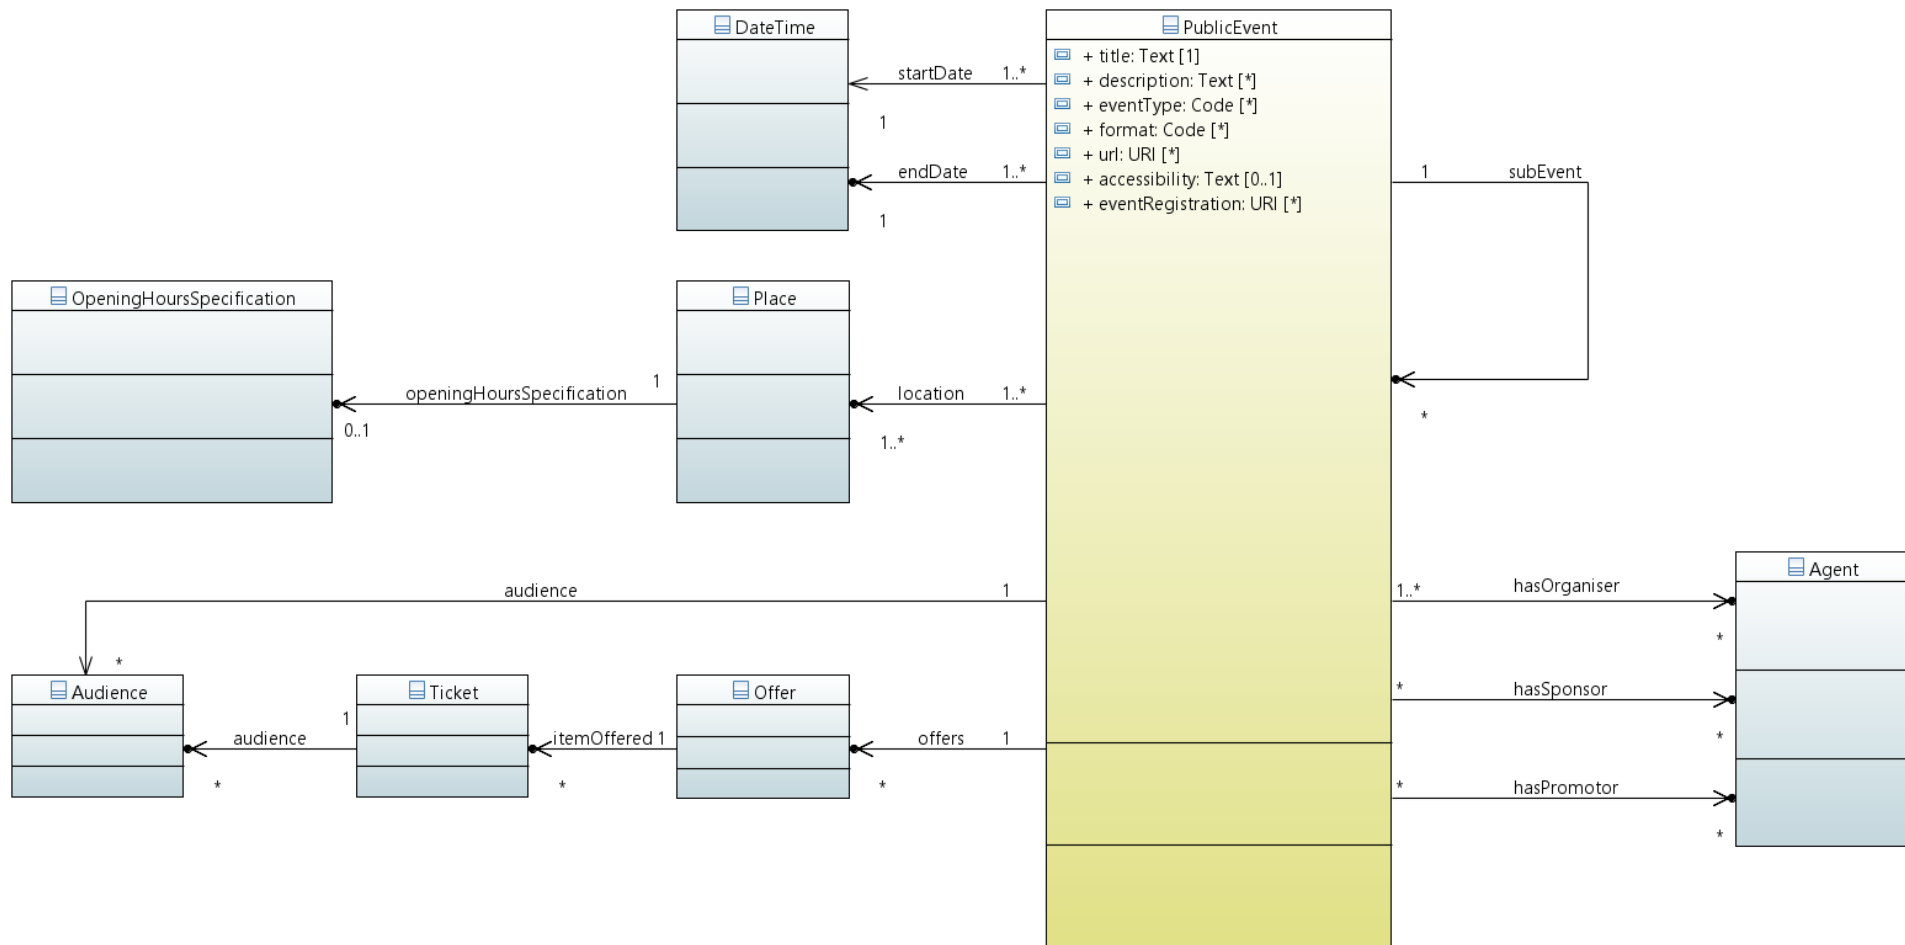 DateTime
PublicEvent
+ title: Text [1]
+ description: Text [*]
+ eventType: Code [*]
+ format: Code [*]
+ url: URI [*]
+ accessibility: Text [0..1]
+ eventRegistration: URI [*]
startDate 1..*
1
endDate 1..*
1
1 subEvent
*
OpeningHoursSpecification
Place
openingHoursSpecification 1
0..1
location 1..*
1..*
audience 1
*
Agent
1..* hasOrganiser
*
* hasSponsor
*
* hasPromotor
*
Audience
Ticket
Offer
audience 1
*
itemOffered 1
*
offers 1
*